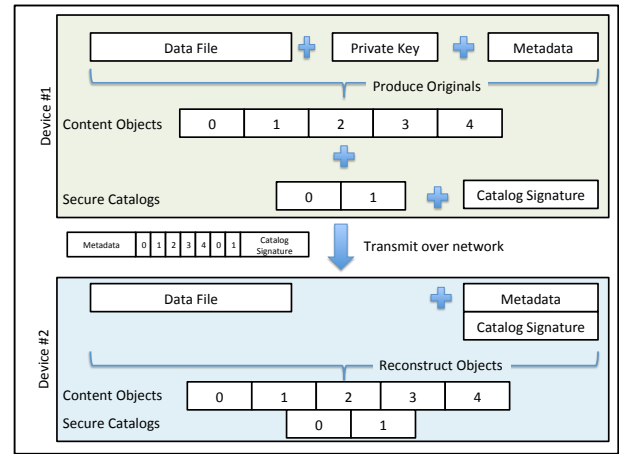 Device #1
Data File
Private Key
Metadata
Produce Originals
Content Objects 0 1 2 3 4
Secure Catalogs 0 1 Catalog Signature
Metadata 0 1 2 3 4 0 1 Catalog
Signature
Transmit over network
Device #2
Data File
Metadata
Catalog Signature
Reconstruct Objects
Content Objects 0 1 2 3 4
Secure Catalogs 0 1